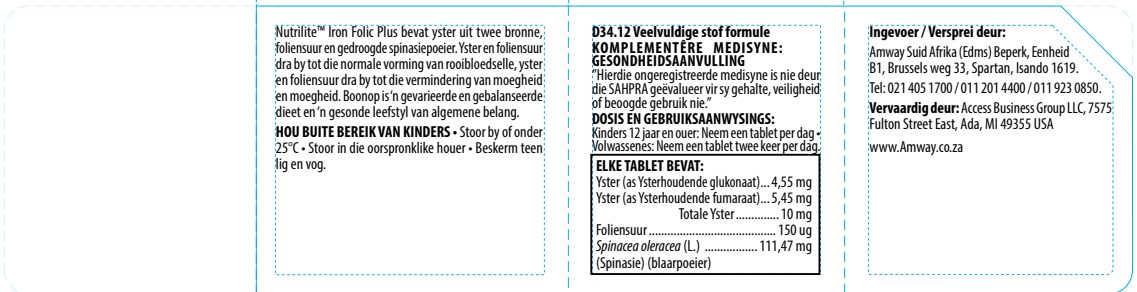 Nutrilite™ Iron Folic Plus bevat yster uit twee bronne,
foliensuur en gedroogde spinasiepoeier. Yster en foliensuur
dra by tot die normale vorming van rooibloedselle, yster
en foliensuur dra by tot die vermindering van moegheid
en moegheid. Boonop is ‘n gevarieerde en gebalanseerde
dieet en ‘n gesonde leefstyl van algemene belang.
HOU BUITE BEREIK VAN KINDERS • Stoor by of onder
25°C • Stoor in die oorspronklike houer • Beskerm teen
lig en vog.
D34.12 Veelvuldige stof formule
KOMPLEMENTÊRE MEDISYNE:
GESONDHEIDSAANVULLING
"Hierdie ongeregistreerde medisyne is nie deur
die SAHPRA geëvalueer vir sy gehalte, veiligheid
of beoogde gebruik nie."
DOSIS EN GEBRUIKSAANWYSINGS:
Kinders 12 jaar en ouer: Neem een tablet per dag •
Volwassenes: Neem een tablet twee keer per dag.
ELKE TABLET BEVAT:
Yster (as Ysterhoudende glukonaat)... 4,55 mg
Yster (as Ysterhoudende fumaraat)... 5,45 mg
Totale Yster .............. 10 mg
Foliensuur ......................................... 150 ug
Spinacea oleracea (L.) ................. 111,47 mg
(Spinasie) (blaarpoeier)
Ingevoer / Versprei deur:
Amway Suid Afrika (Edms) Beperk, Eenheid
B1, Brussels weg 33, Spartan, Isando 1619.
Tel: 021 405 1700 / 011 201 4400 / 011 923 0850.
Vervaardig deur: Access Business Group LLC, 7575
Fulton Street East, Ada, MI 49355 USA
www.Amway.co.za